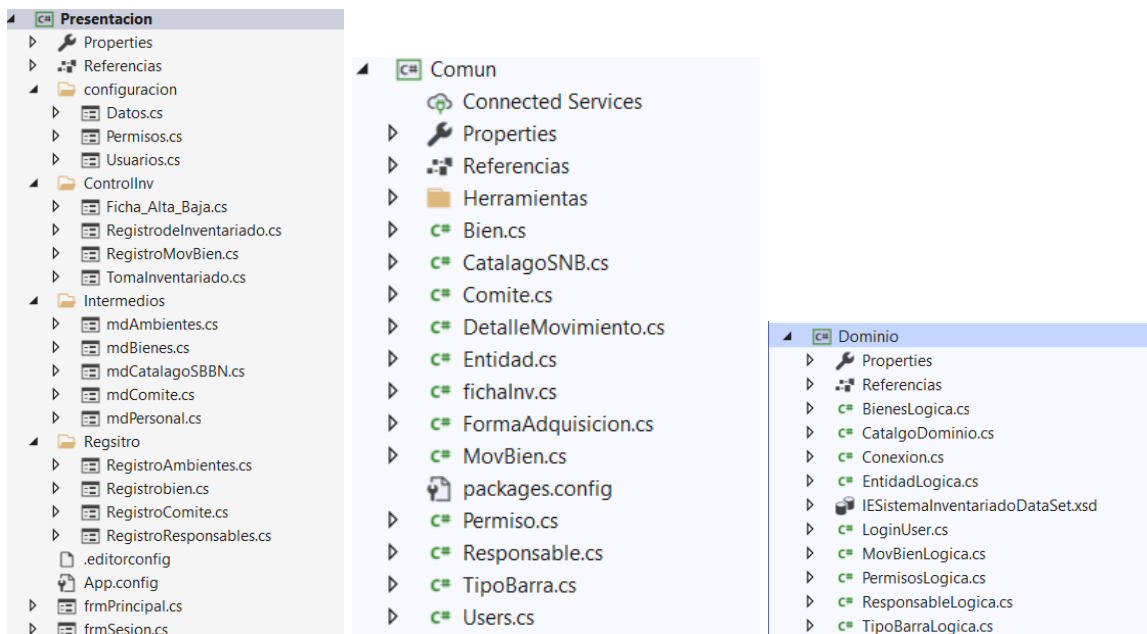 Presentacion
Properties
Referencias
configuracion
Datos.cs
Permisos.cs
Usuarios.cs
ControlInv
Ficha_Alta_Baja.cs
RegistrodeInventariado.cs
RegistroMovBien.cs
TomaInventariado.cs
Intermedios
mdAmbientes.cs
mdBienes.cs
mdCatalagoSBBN.cs
mdComite.cs
mdPersonal.cs
Regsitro
RegistroAmbientes.cs
Registrobien.cs
RegistroComite.cs
RegistroResponsables.cs
.editorconfig
App.config
frmPrincipal.cs
frmSesion.cs
Comun
Connected Services
Properties
Referencias
Herramientas
Bien.cs
CatalagoSNB.cs
Comite.cs
DetalleMovimiento.cs
Entidad.cs
fichaInv.cs
FormaAdquisicion.cs
MovBien.cs
packages.config
Permiso.cs
Responsable.cs
TipoBarra.cs
Users.cs
Dominio
Properties
Referencias
BienesLogica.cs
CatalgoDominio.cs
Conexion.cs
EntidadLogica.cs
IESistemaInventariadoDataSet.xsd
LoginUser.cs
MovBienLogica.cs
PermisosLogica.cs
ResponsableLogica.cs
TipoBarraLogica.cs